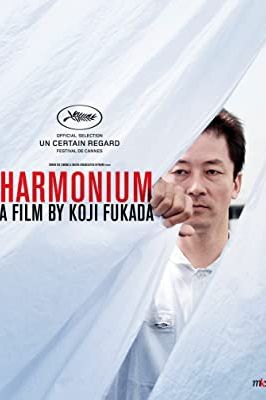 OFFICIAL SELECTION
UN CERTAIN REGARD
FESTIVAL DE CANNES
HARMONIUM
A FILM BY KOJI FUKADA